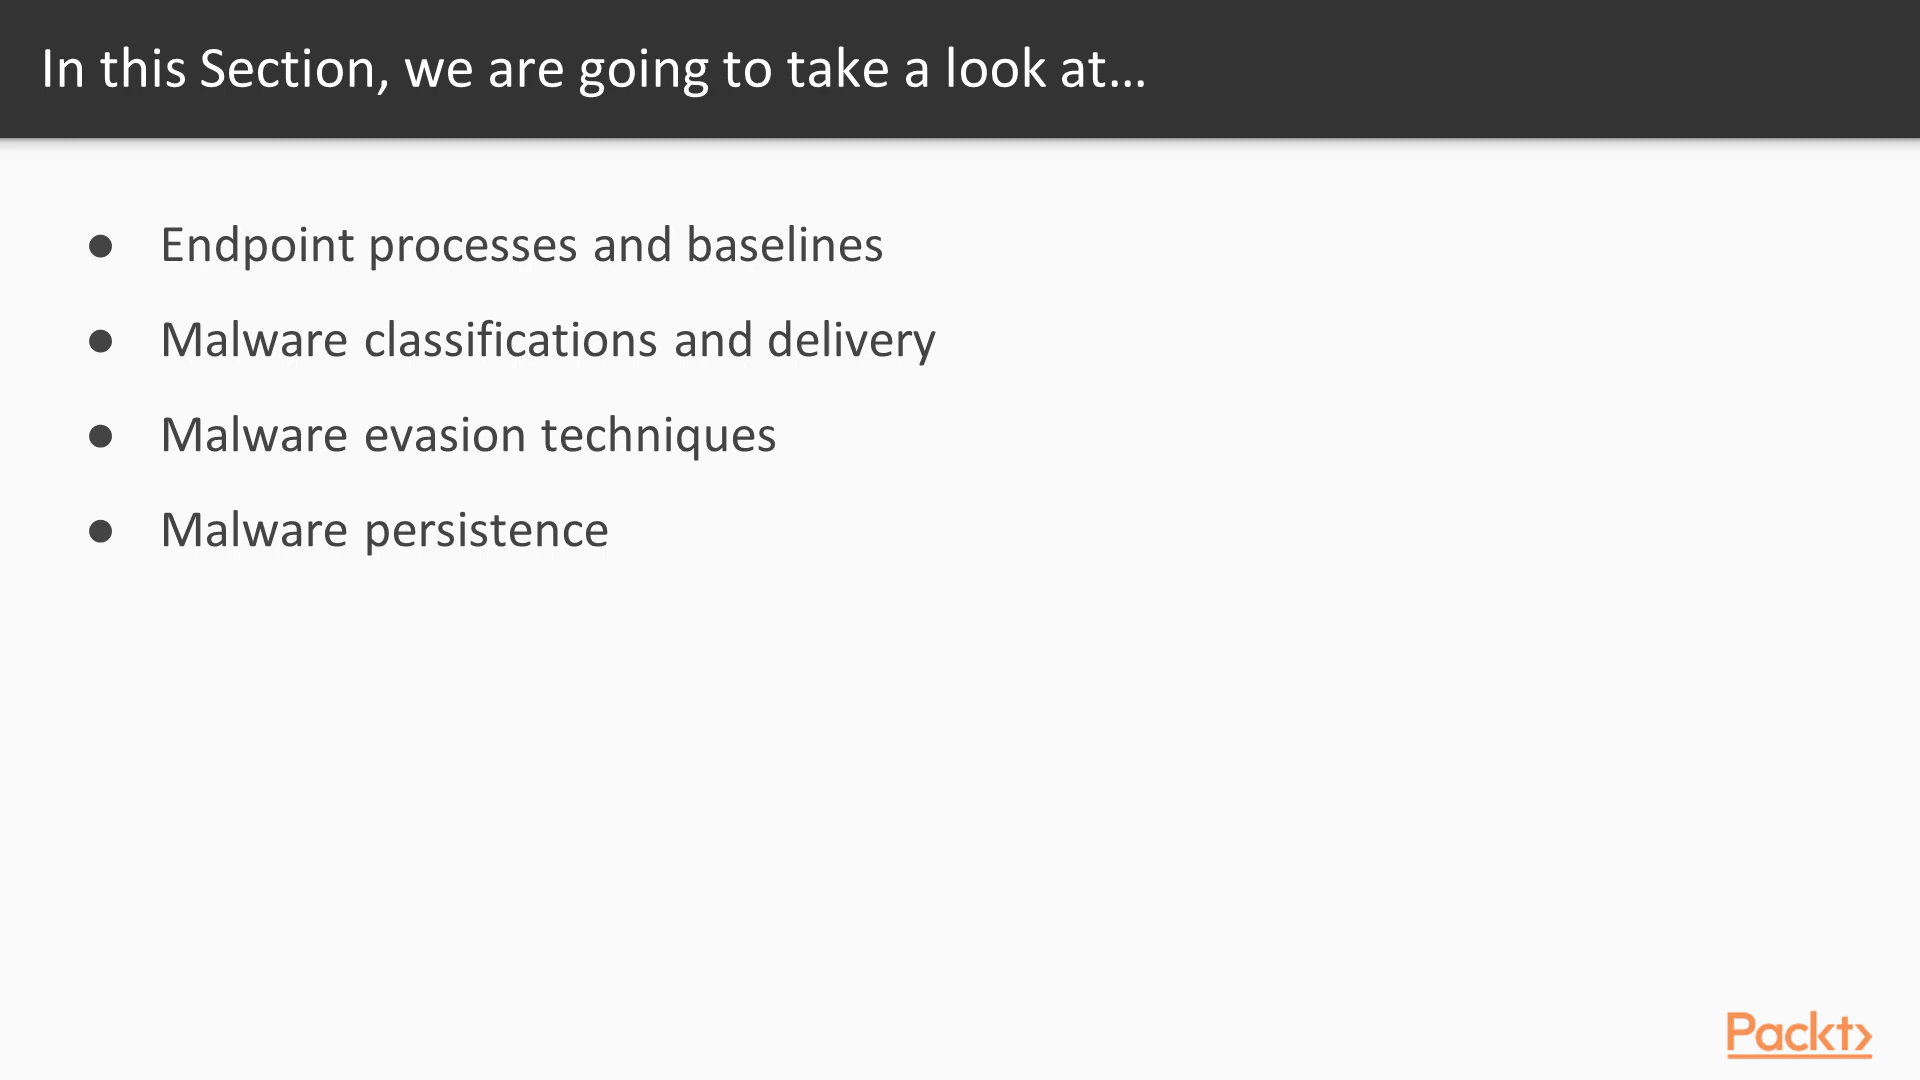 In this Section, we are going to take a look at...
● Endpoint processes and baselines
● Malware classifications and delivery
● Malware evasion techniques
● Malware persistence
Packt>